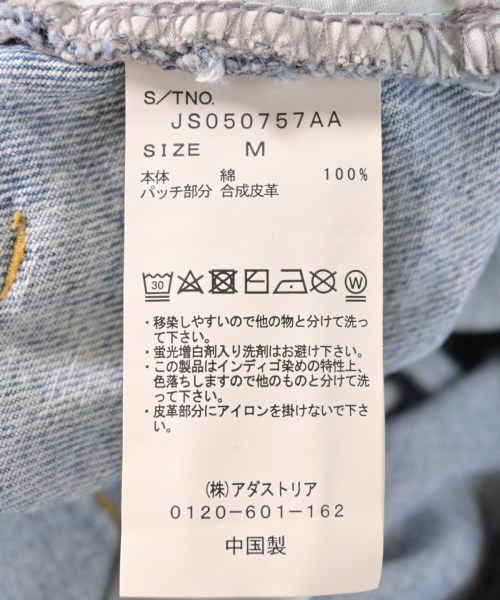 S/TNO.
JS050757AA
SIZE M
本体 綿 100%
パッチ部分 合成皮革
30 W
・移染しやすいので他の物と分けて洗っ
て下さい。
・蛍光増白剤入り洗剤はお避け下さい。
・この製品はインディゴ染めの特性上、
色落ちしますので他のものと分けて洗
って下さい。
・皮革部分にアイロンを掛けないで下さ
い。
(株)アダストリア
0120-601-162
中国製